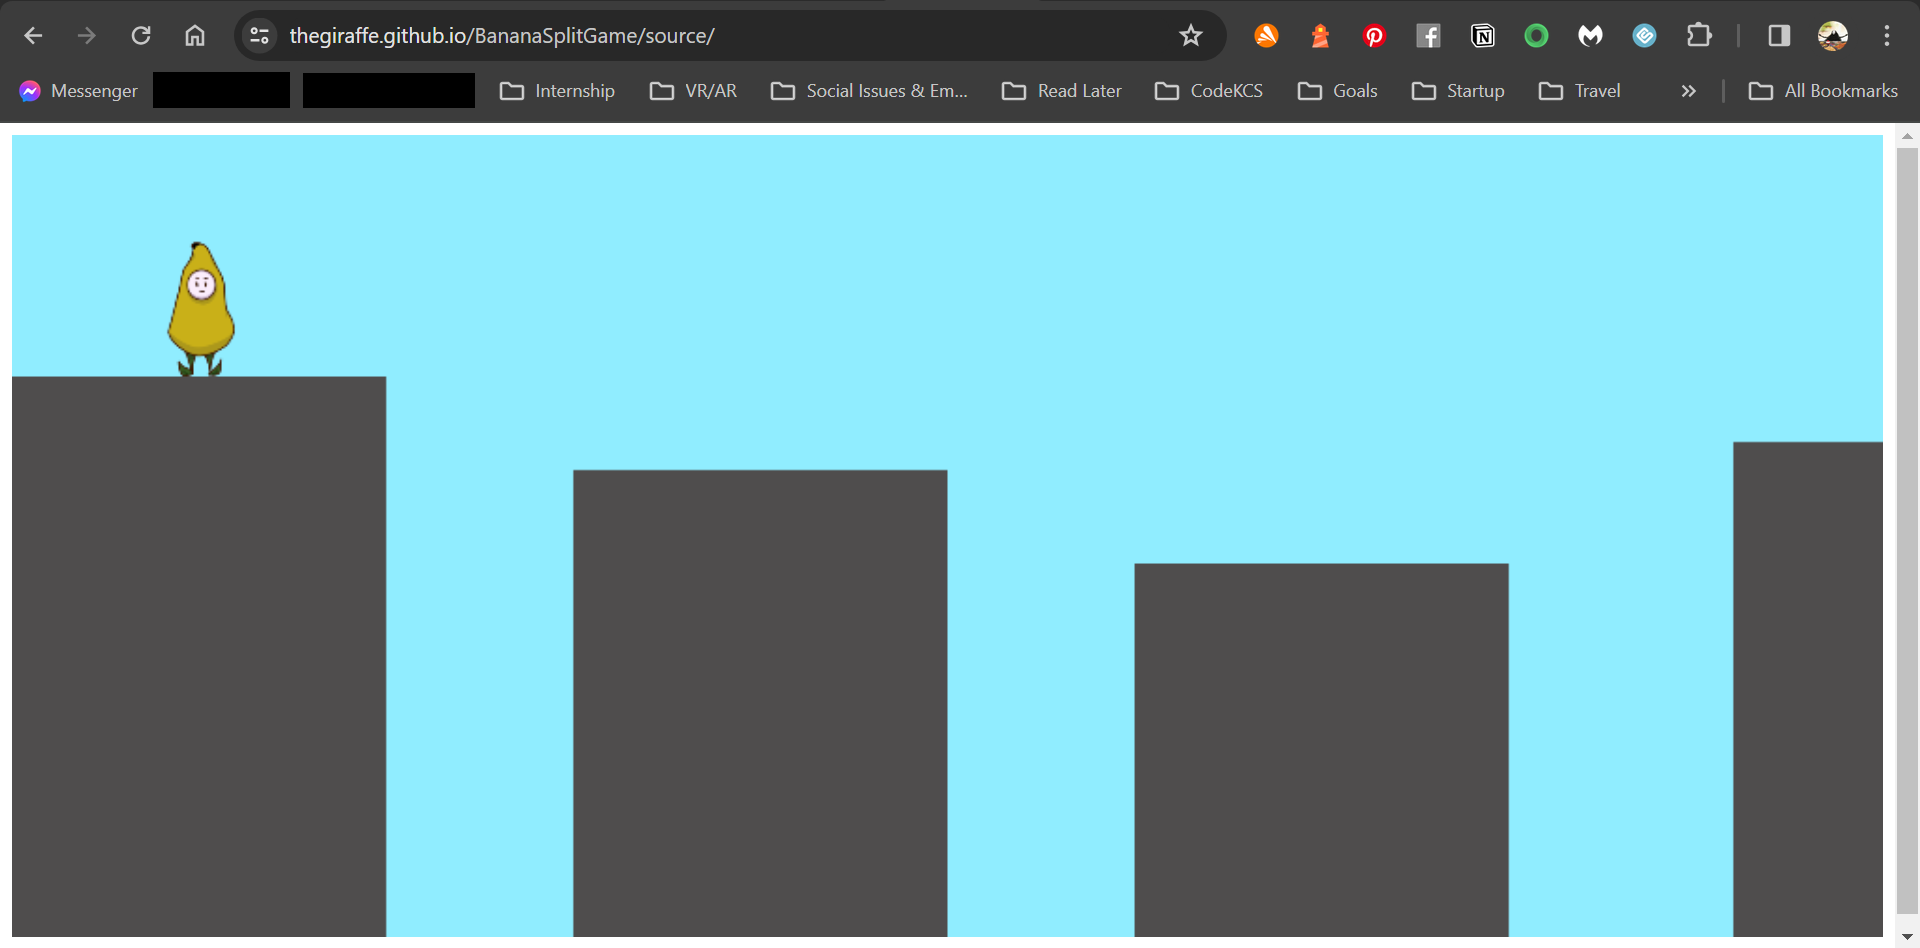 thegiraffe.github.io/BananaSplitGame/source/
Messenger Internship VR/AR Social Issues & Em... Read Later CodeKCS Goals Startup Travel All Bookmarks